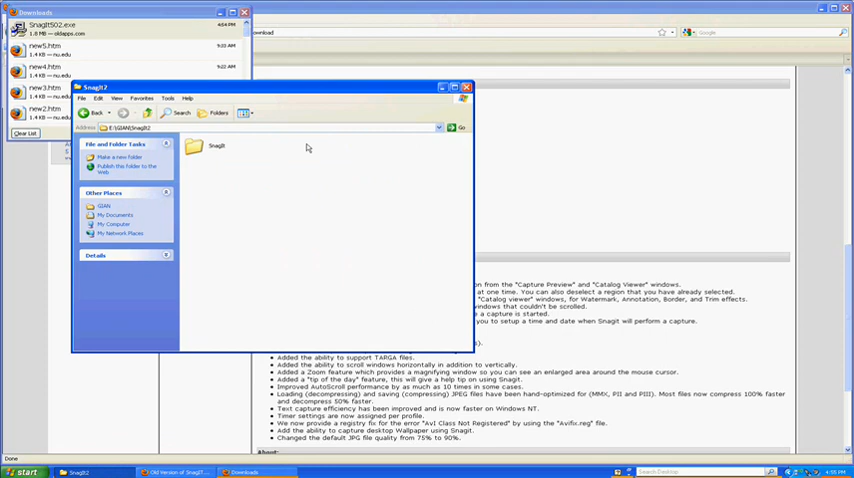 Downloads
SnagIt502.exe
4:54 PM
1.8 MB — oldapps.com
new5.htm
9:33 AM
1.4 KB — nu.edu
new4.htm
9:22 AM
1.4 KB — nu.edu
new3.htm
1.4 KB — nu.edu
new2.htm
1.4 KB — nu.edu
Clear List
ownload
Google
SnagIt2
File Edit View Favorites Tools Help
Back
Search
Folders
Address
E:\GIAN\SnagIt2
Go
File and Folder Tasks
Make a new folder
Publish this folder to the
Web
Other Places
GIAN
My Documents
My Computer
My Network Places
Details
SnagIt
ion from the "Capture Preview" and "Catalog Viewer" windows.
at one time. You can also deselect a region that you have already selected.
"Catalog viewer" windows, for Watermark, Annotation, Border, and Trim effects.
windows that couldn't be scrolled.
a capture is started.
you to setup a time and date when Snagit will perform a capture.
s).
Added the ability to support TARGA files.
• Added the ability to scroll windows horizontally in addition to vertically.
• Added a Zoom feature which provides a magnifying window so you can see an enlarged area around the mouse cursor.
• Added a "tip of the day" feature, this will give a help tip on using Snagit.
• Improved AutoScroll performance by as much as 10 times in some cases.
• Loading (decompressing) and saving (compressing) JPEG files have been hand-optimized for (MMX, PII and PIII). Most files now compress 100% faster
and decompress 50% faster.
• Text capture efficiency has been improved and is now faster on Windows NT.
• Timer settings are now assigned per profile.
• We now provide a registry fix for the error "AvI Class Not Registered" by using the "Avifix.reg" file.
• Add the ability to capture desktop Wallpaper using Snagit.
• Changed the default JPG file quality from 75% to 90%.
About:
Done
start
SnagIt2
Old Version of SnagIT...
Downloads
Search Desktop
4:55 PM